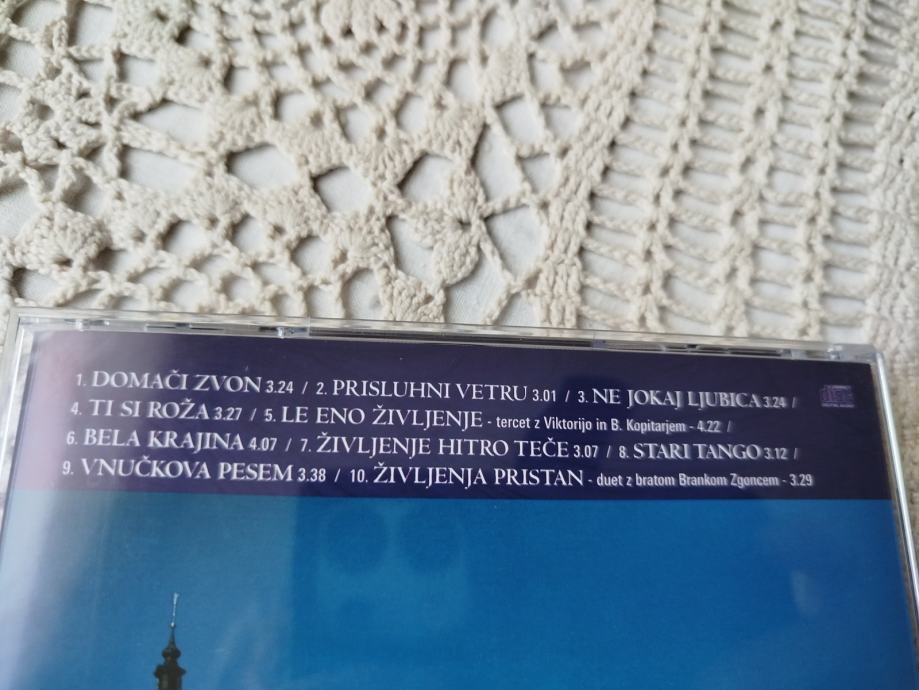 1. DOMAČI ZVON 3.24 / 2. PRISLUHNI VETRU 3.01 / 3. NE JOKAJ LJUBICA 3.24 /
4. TI SI ROŽA 3.27 / 5. LE ENO ŽIVLJENJE - tercet z Viktorijo in B. Kopitarjem - 4.22 /
6. BELA KRAJINA 4.07 / 7. ŽIVLJENJE HITRO TEČE 3.07 / 8. STARI TANGO 3.12 /
9. VNUČKOVA PESEM 3.38 / 10. ŽIVLJENJA PRISTAN - duet z bratom Brankom Zgoncem - 3.29
disc
DIGITAL AUDIO